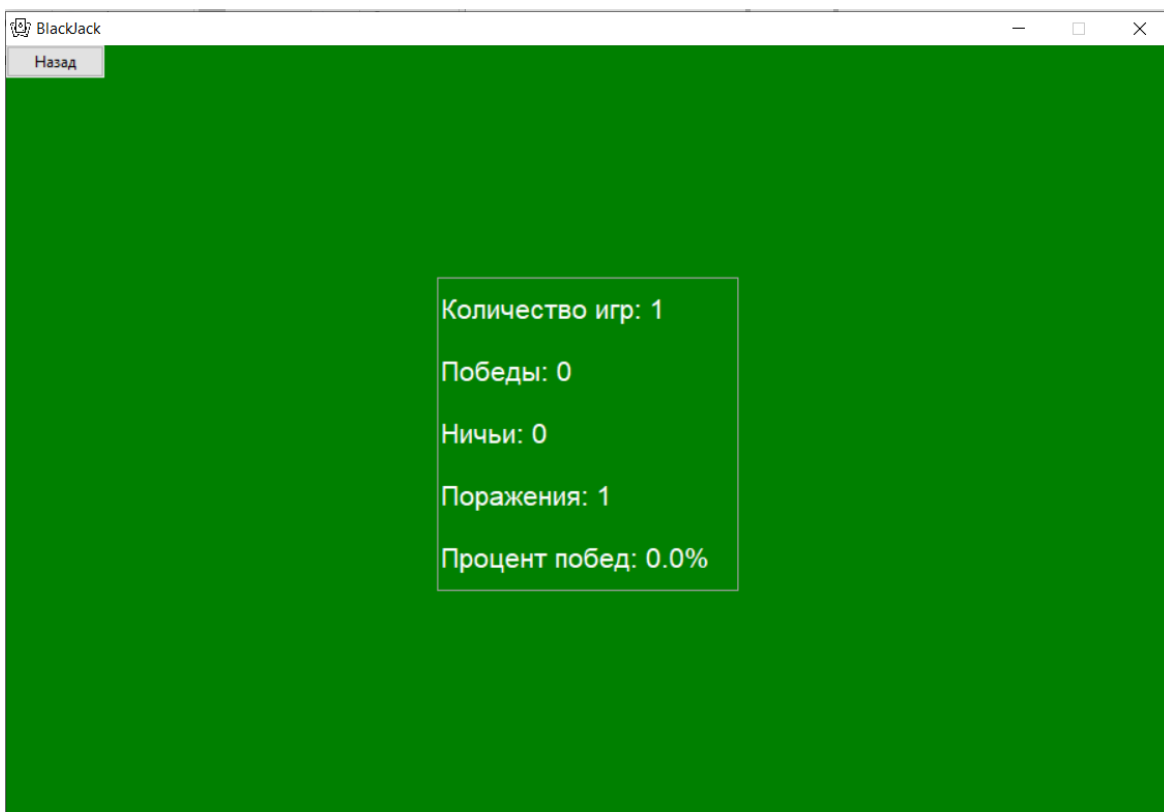 BlackJack
Назад
Количество игр: 1
Победы: 0
Ничьи: 0
Поражения: 1
Процент побед: 0.0%